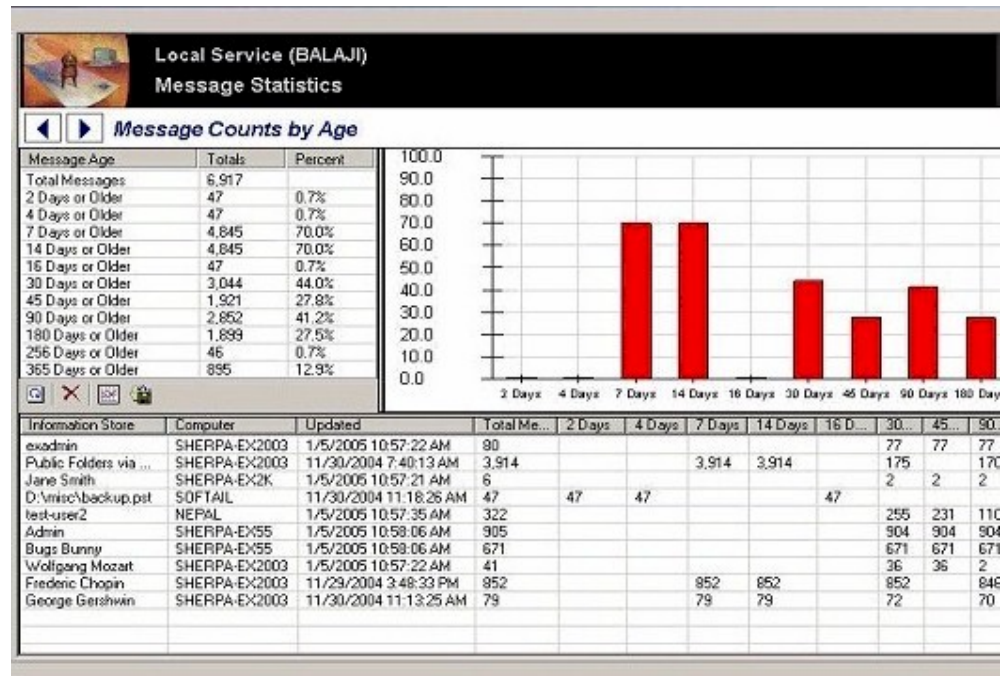 Local Service (BALAJI)
Message Statistics
Message Counts by Age
Message Age Totals Percent
Total Messages 6,917
2 Days or Older 47 0.7%
4 Days or Older 47 0.7%
7 Days or Older 4,845 70.0%
14 Days or Older 4,845 70.0%
16 Days or Older 47 0.7%
30 Days or Older 3,044 44.0%
45 Days or Older 1,921 27.8%
90 Days or Older 2,852 41.2%
180 Days or Older 1,899 27.5%
256 Days or Older 46 0.7%
365 Days or Older 895 12.9%
100.0
90.0
80.0
70.0
60.0
50.0
40.0
30.0
20.0
10.0
0.0
2 Days 4 Days 7 Days 14 Days 16 Days 30 Days 45 Days 90 Days 180 Day
Information Store Computer Updated Total Me... 2 Days 4 Days 7 Days 14 Days 16 D... 30... 45... 90.
exadmin SHERPA-EX2003 1/5/2005 10:57:22 AM 80 77 77 77
Public Folders via ... SHERPA-EX2003 11/30/2004 7:40:13 AM 3,914 3,914 3,914 175 170
Jane Smith SHERPA-EX2K 1/5/2005 10:57:21 AM 6 2 2 2
D:\misc\backup.pst SOFTAIL 11/30/2004 11:18:26 AM 47 47 47 47
test-user2 NEPAL 1/5/2005 10:57:35 AM 322 255 231 110
Admin SHERPA-EX55 1/5/2005 10:58:06 AM 905 904 904 904
Bugs Bunny SHERPA-EX55 1/5/2005 10:58:06 AM 671 671 671 671
Wolfgang Mozart SHERPA-EX2003 1/5/2005 10:57:22 AM 41 36 36 2
Frederic Chopin SHERPA-EX2003 11/29/2004 3:48:33 PM 852 852 852 852 846
George Gershwin SHERPA-EX2003 11/30/2004 11:13:25 AM 79 79 79 72 70